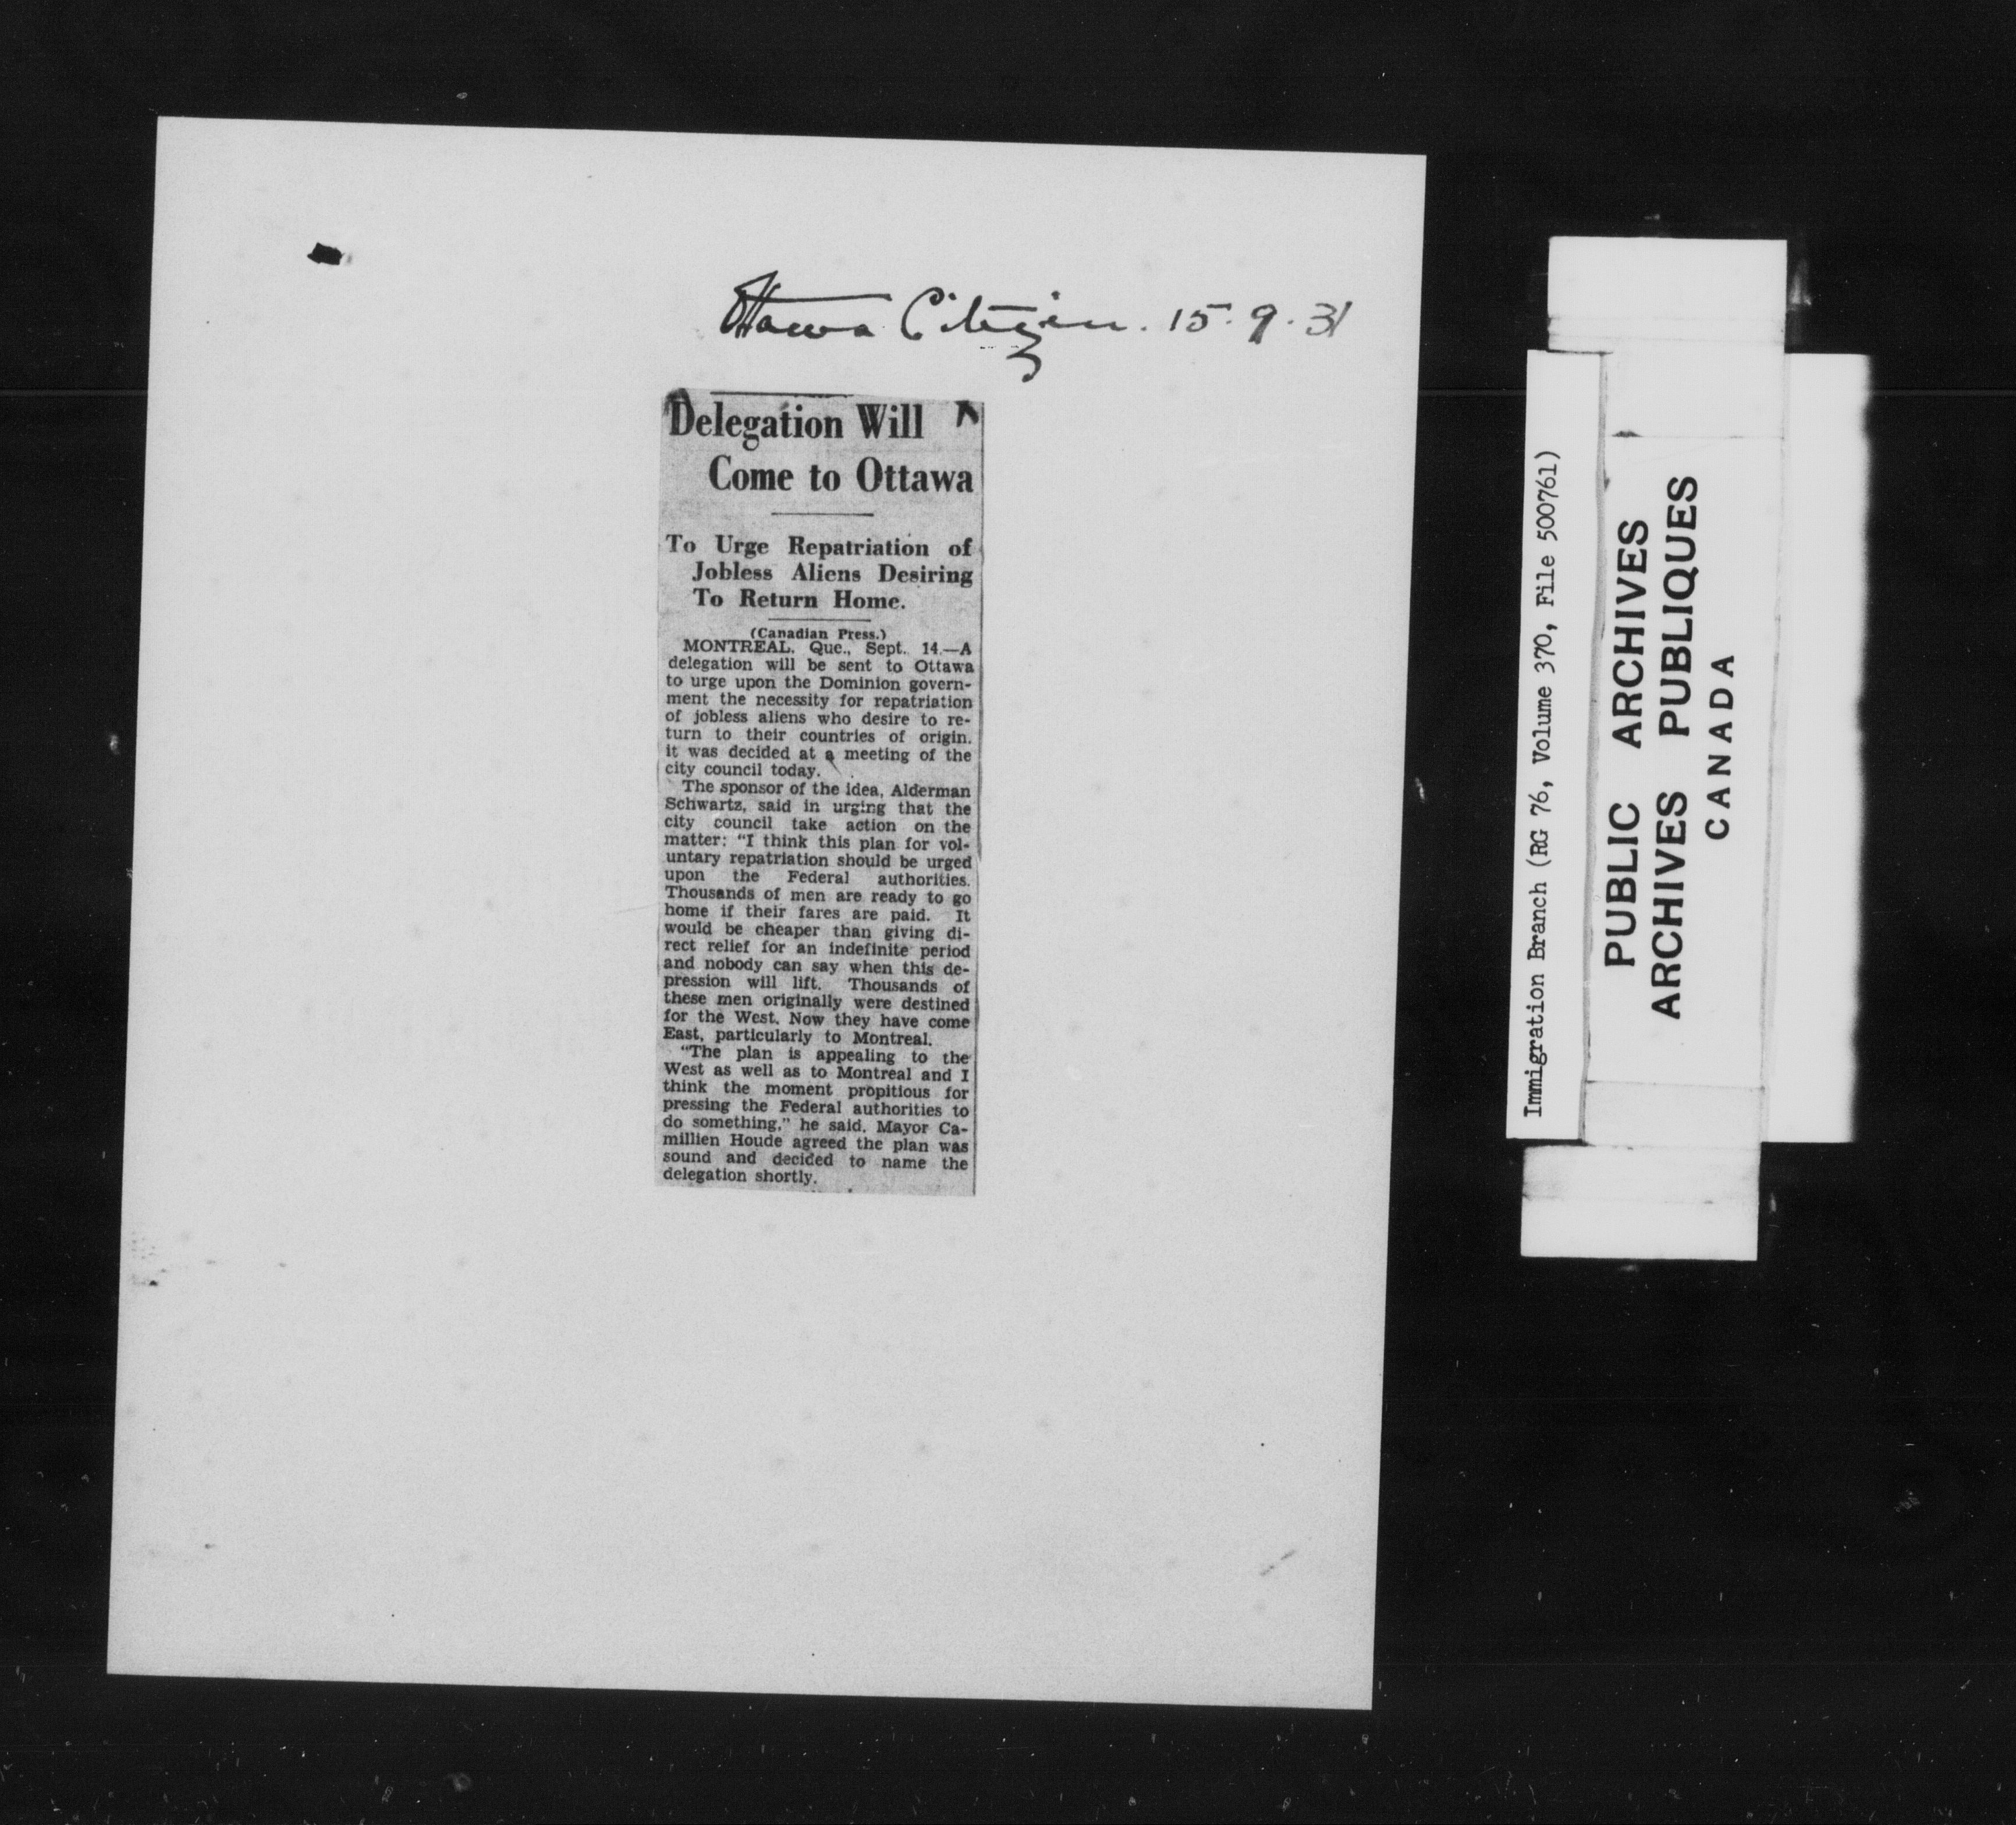 Ottawa Citizen. 15.9.31
Delegation Will
Come to Ottawa
To Urge Repatriation of
Jobless Aliens Desiring
To Return Home.
(Canadian Press.)
MONTREAL, Que., Sept. 14.—A
delegation will be sent to Ottawa
to urge upon the Dominion govern-
ment the necessity for repatriation
of jobless aliens who desire to re-
turn to their countries of origin,
it was decided at a meeting of the
city council today.
The sponsor of the idea, Alderman
Schwartz, said in urging that the
city council take action on the
matter: "I think this plan for vol-
untary repatriation should be urged
upon the Federal authorities.
Thousands of men are ready to go
home if their fares are paid. It
would be cheaper than giving di-
rect relief for an indefinite period
and nobody can say when this de-
pression will lift. Thousands of
these men originally were destined
for the West. Now they have come
East, particularly to Montreal.
"The plan is appealing to the
West as well as to Montreal and I
think the moment propitious for
pressing the Federal authorities to
do something," he said. Mayor Ca-
millien Houde agreed the plan was
sound and decided to name the
delegation shortly.
Immigration Branch (RG 76, Volume 370, File 500761)
PUBLIC ARCHIVES
ARCHIVES PUBLIQUES
CANADA